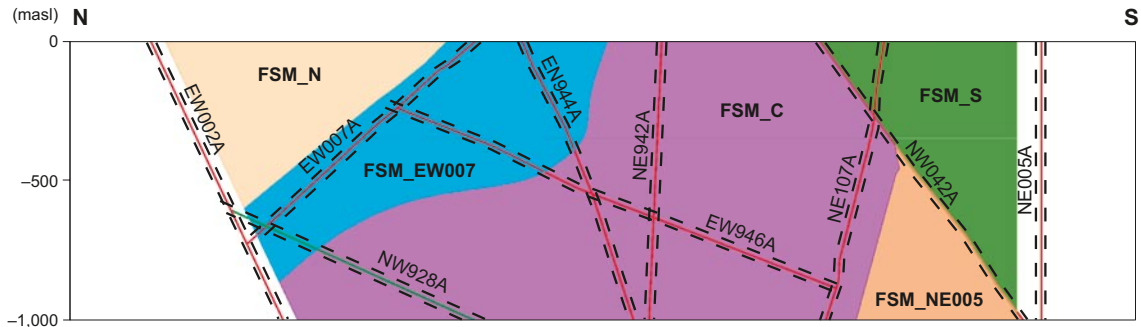 (masl) N S
0
FSM_N
EN944A
FSM_S
FSM_C
EW002A
EW007A
NE942A
FSM_EW007
NW042A
NE005A
NE107A
–500
EW946A
NW928A
FSM_NE005
–1,000